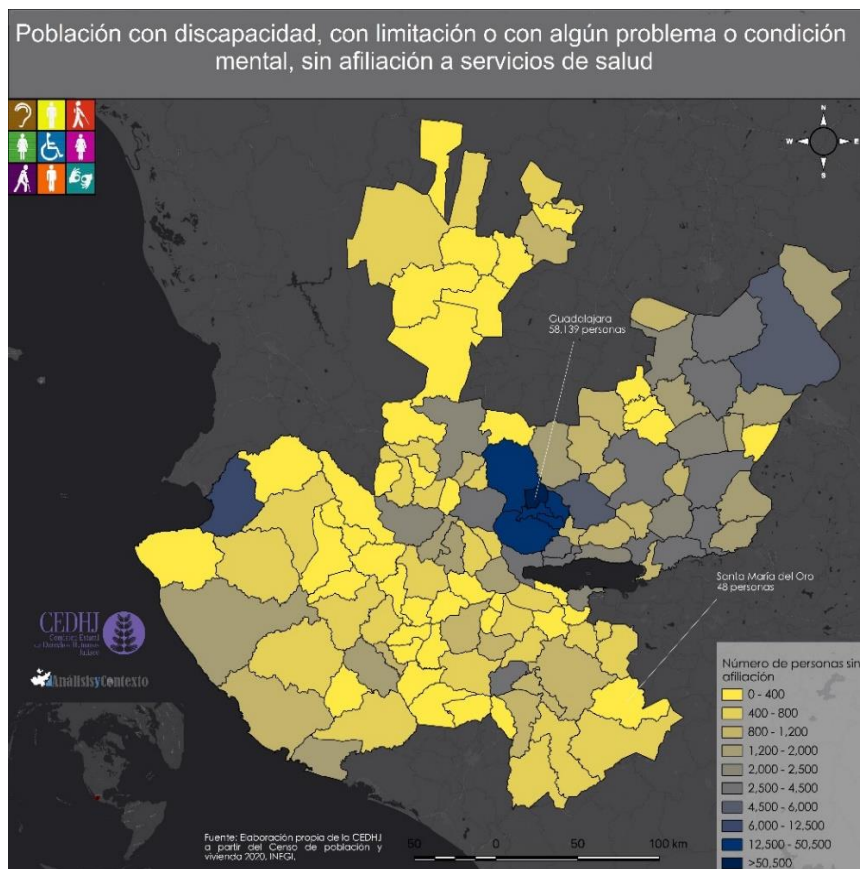 Población con discapacidad, con limitación o con algún problema o condición
mental, sin afiliación a servicios de salud
N
W
E
S
Guadalajara
58,139 personas
Santa María del Oro
48 personas
CEDHJ
Jalisco
AnálisisyContexto
Número de personas sin
afiliación
0 - 400
400 - 800
800 - 1,200
1,200 - 2,000
2,000 - 2,500
2,500 - 4,500
4,500 - 6,000
6,000 - 12,500
12,500 - 50,500
>50,500
Fuente: Elaboración propia de la CEDHJ
a partir del Censo de población y
vivienda 2020, INEGI.
50 0 50 100 km